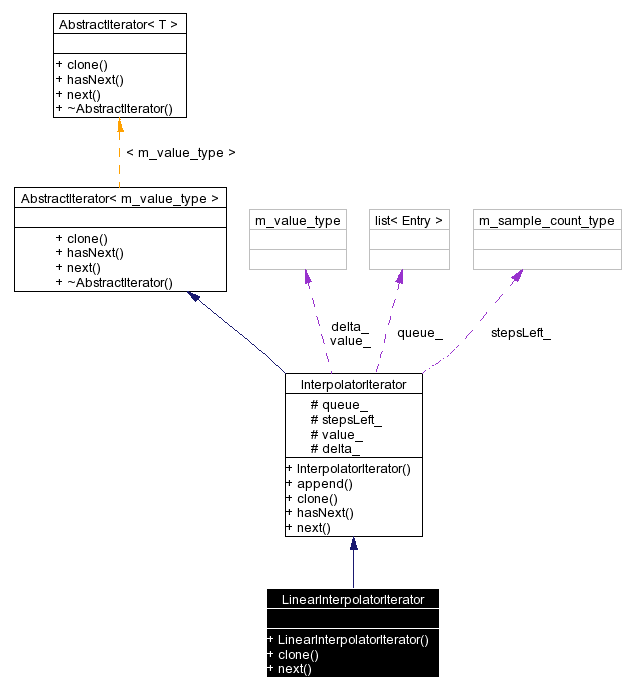 AbstractIterator< T >
+ clone()
+ hasNext()
+ next()
+ ~AbstractIterator()
< m_value_type >
AbstractIterator< m_value_type >
+ clone()
+ hasNext()
+ next()
+ ~AbstractIterator()
m_value_type
list< Entry >
m_sample_count_type
delta_
value_
queue_
stepsLeft_
InterpolatorIterator
# queue_
# stepsLeft_
# value_
# delta_
+ InterpolatorIterator()
+ append()
+ clone()
+ hasNext()
+ next()
LinearInterpolatorIterator
+ LinearInterpolatorIterator()
+ clone()
+ next()